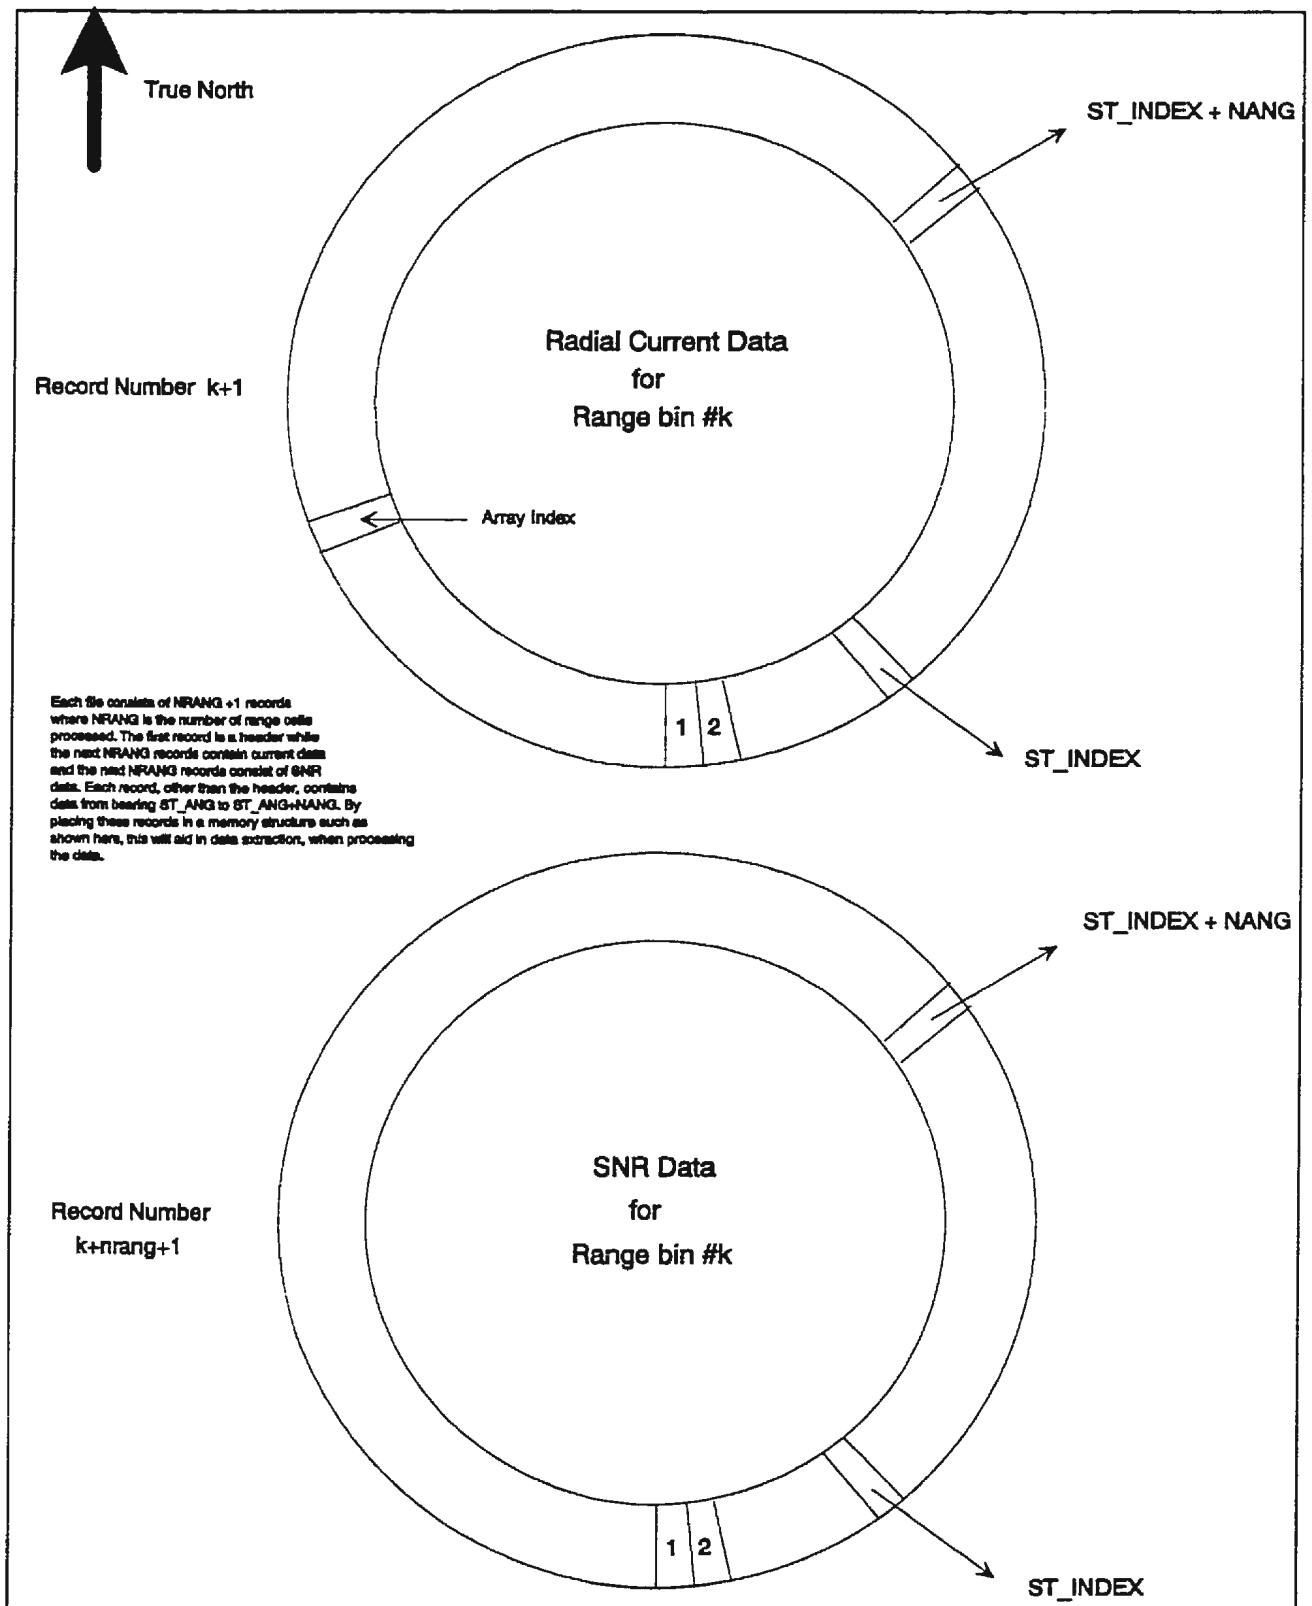 True North
ST_INDEX + NANG
Radial Current Data
for
Range bin #k
Record Number k+1
Array Index
Each file consists of NRANG +1 records
where NRANG is the number of range cells
processed. The first record is a header while
the next NRANG records contain current data
and the next NRANG records consist of SNR
data. Each record, other than the header, contains
data from bearing ST_ANG to ST_ANG+NANG. By
placing these records in a memory structure such as
shown here, this will aid in data extraction, when processing
the data.
1 2
ST_INDEX
ST_INDEX + NANG
SNR Data
for
Range bin #k
Record Number
k+nrang+1
1 2
ST_INDEX